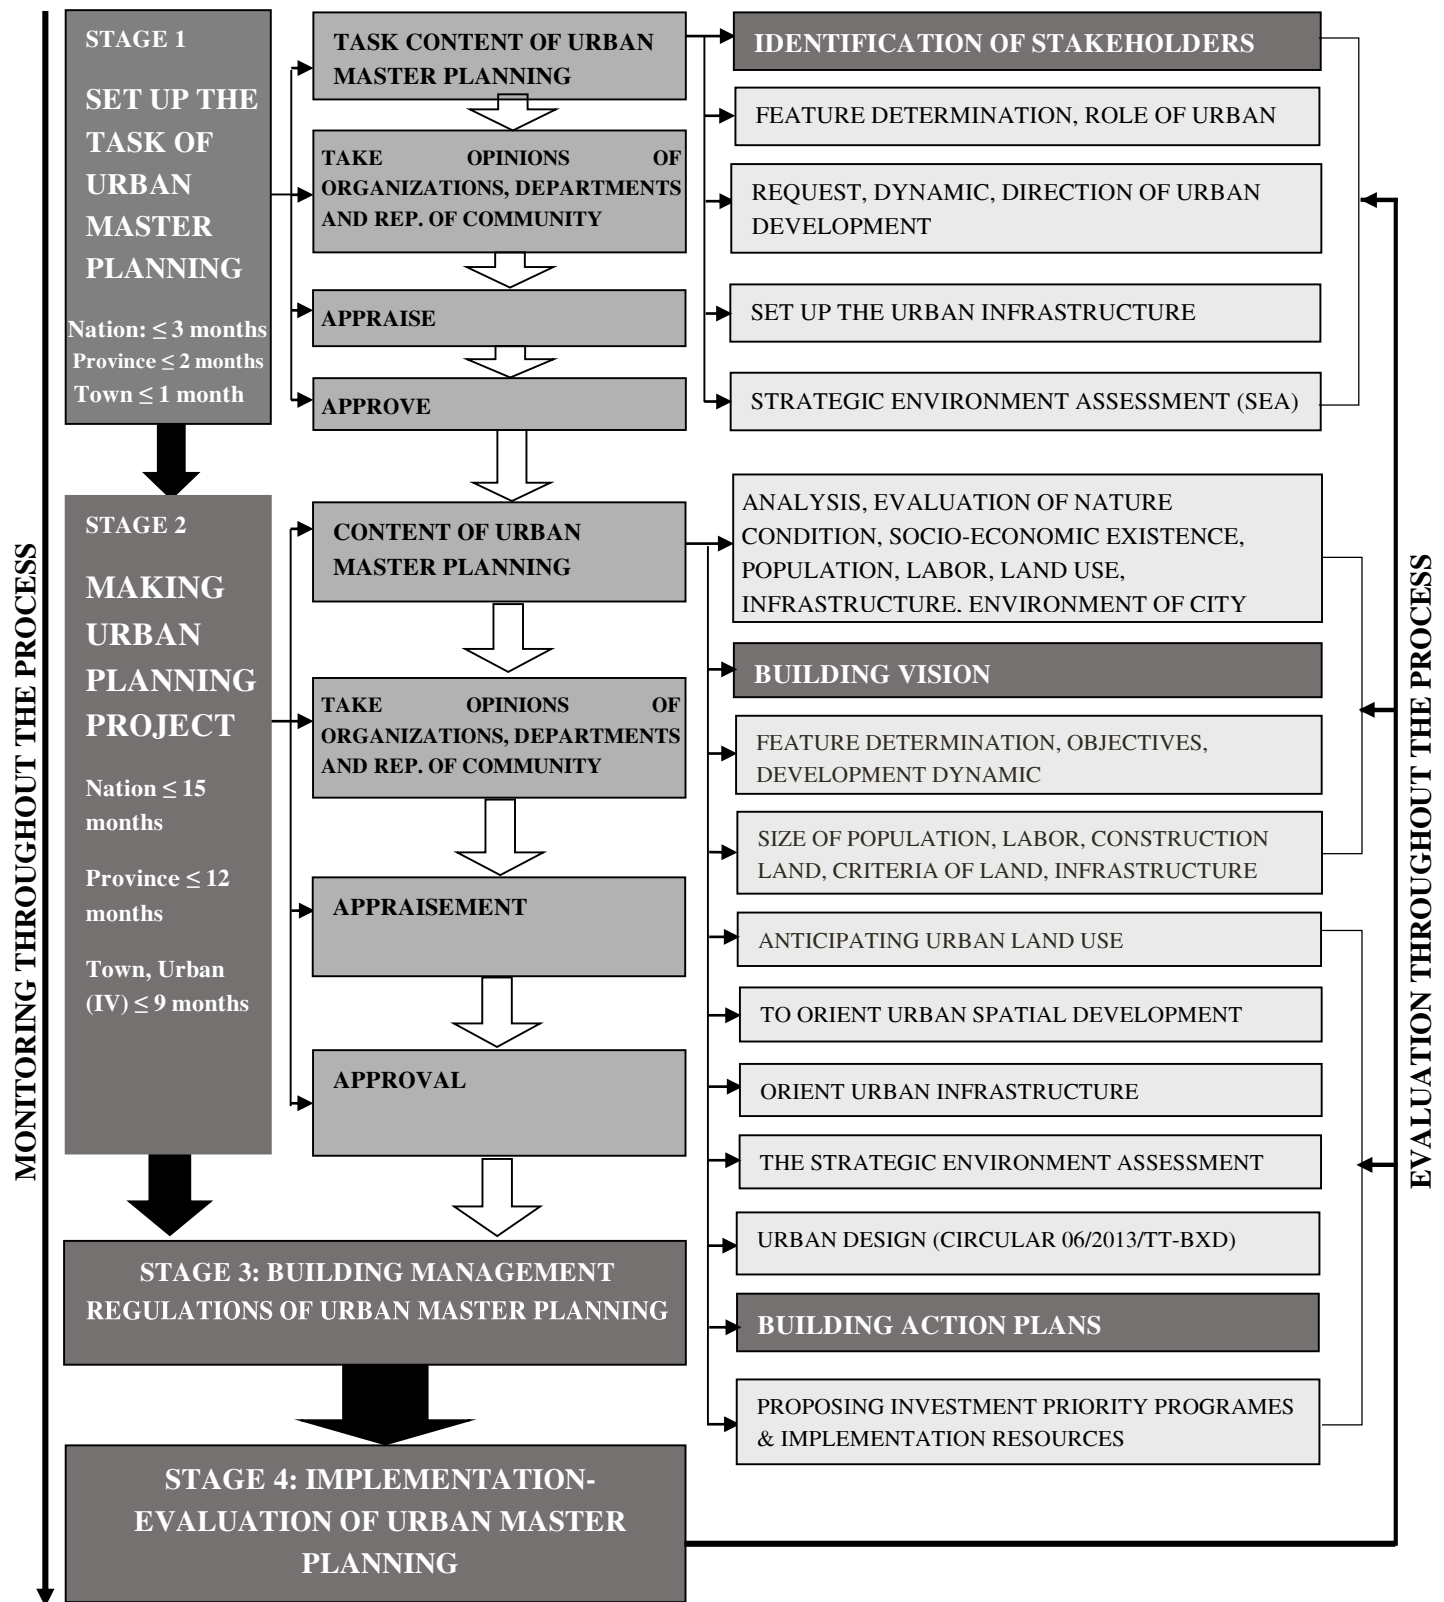 MONITORING THROUGHOUT THE PROCESS
STAGE 1
SET UP THE
TASK OF
URBAN
MASTER
PLANNING
Nation: ≤ 3 months
Province ≤ 2 months
Town ≤ 1 month
TASK CONTENT OF URBAN
MASTER PLANNING
TAKE OPINIONS OF
ORGANIZATIONS, DEPARTMENTS
AND REP. OF COMMUNITY
APPRAISE
APPROVE
IDENTIFICATION OF STAKEHOLDERS
FEATURE DETERMINATION, ROLE OF URBAN
REQUEST, DYNAMIC, DIRECTION OF URBAN
DEVELOPMENT
SET UP THE URBAN INFRASTRUCTURE
STRATEGIC ENVIRONMENT ASSESSMENT (SEA)
STAGE 2
MAKING
URBAN
PLANNING
PROJECT
Nation ≤ 15
months
Province ≤ 12
months
Town, Urban
(IV) ≤ 9 months
CONTENT OF URBAN
MASTER PLANNING
TAKE OPINIONS OF
ORGANIZATIONS, DEPARTMENTS
AND REP. OF COMMUNITY
APPRAISEMENT
APPROVAL
ANALYSIS, EVALUATION OF NATURE
CONDITION, SOCIO-ECONOMIC EXISTENCE,
POPULATION, LABOR, LAND USE,
INFRASTRUCTURE. ENVIRONMENT OF CITY
BUILDING VISION
FEATURE DETERMINATION, OBJECTIVES,
DEVELOPMENT DYNAMIC
SIZE OF POPULATION, LABOR, CONSTRUCTION
LAND, CRITERIA OF LAND, INFRASTRUCTURE
ANTICIPATING URBAN LAND USE
TO ORIENT URBAN SPATIAL DEVELOPMENT
ORIENT URBAN INFRASTRUCTURE
THE STRATEGIC ENVIRONMENT ASSESSMENT
URBAN DESIGN (CIRCULAR 06/2013/TT-BXD)
BUILDING ACTION PLANS
PROPOSING INVESTMENT PRIORITY PROGRAMES
& IMPLEMENTATION RESOURCES
STAGE 3: BUILDING MANAGEMENT
REGULATIONS OF URBAN MASTER PLANNING
STAGE 4: IMPLEMENTATION-
EVALUATION OF URBAN MASTER
PLANNING
EVALUATION THROUGHOUT THE PROCESS